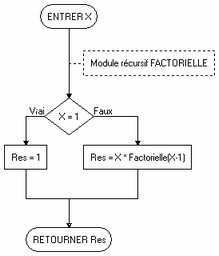 ENTRER X
Module récursif FACTORIELLE
Vrai
Faux
X = 1
Res = 1
Res = X * Factorielle(X-1)
RETOURNER Res